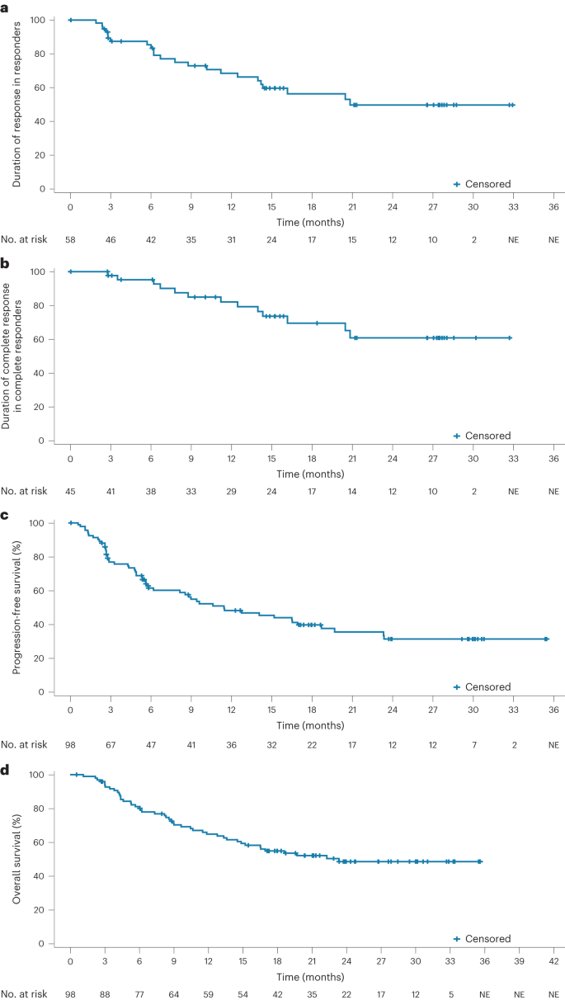 a
Duration of response in responders
100
80
60
40
20
0
Censored
0 3 6 9 12 15 18 21 24 27 30 33 36
Time (months)
No. at risk 58 46 42 35 31 24 17 15 12 10 2 NE NE
b
Duration of complete response
in complete responders
100
80
60
40
20
0
Censored
0 3 6 9 12 15 18 21 24 27 30 33 36
Time (months)
No. at risk 45 41 38 33 29 24 17 14 12 10 2 NE NE
c
Progression-free survival (%)
100
80
60
40
20
0
Censored
0 3 6 9 12 15 18 21 24 27 30 33 36
Time (months)
No. at risk 98 67 47 41 36 32 22 17 12 12 7 2 NE
d
Overall survival (%)
100
80
60
40
20
0
Censored
0 3 6 9 12 15 18 21 24 27 30 33 36 39 42
Time (months)
No. at risk 98 88 77 64 59 54 42 35 22 17 12 5 NE NE NE